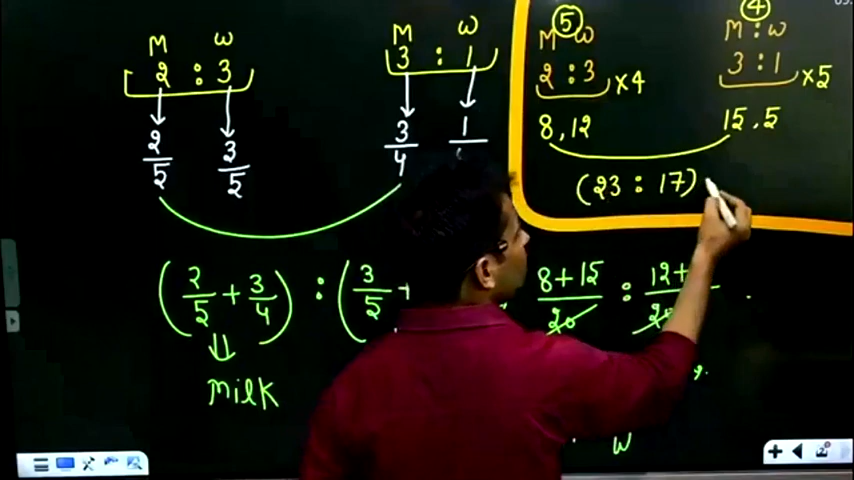 M W
2 : 3
2/5 3/5
M W
3 : 1
3/4 1/
(2/5 + 3/4) : (3/5 +
8+15/20 : 12+
milk
W
5
M W
2 : 3 ×4
8, 12
4
M : W
3 : 1 ×5
15, 5
(23 : 17)